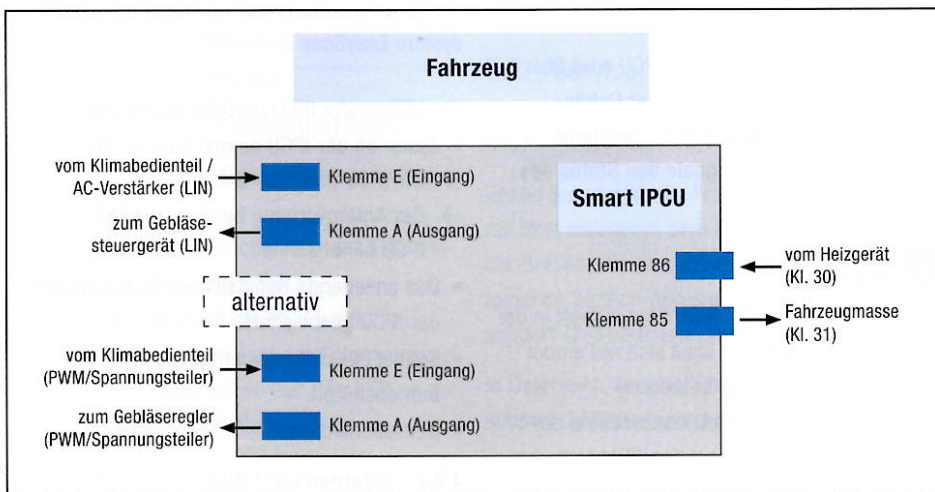 Fahrzeug
vom Klimabedienteil /
AC-Verstärker (LIN)
Klemme E (Eingang)
zum Gebläse-
steuergerät (LIN)
Klemme A (Ausgang)
alternativ
vom Klimabedienteil
(PWM/Spannungsteiler)
Klemme E (Eingang)
zum Gebläseregler
(PWM/Spannungsteiler)
Klemme A (Ausgang)
Smart IPCU
Klemme 86
vom Heizgerät
(Kl. 30)
Klemme 85
Fahrzeugmasse
(Kl. 31)